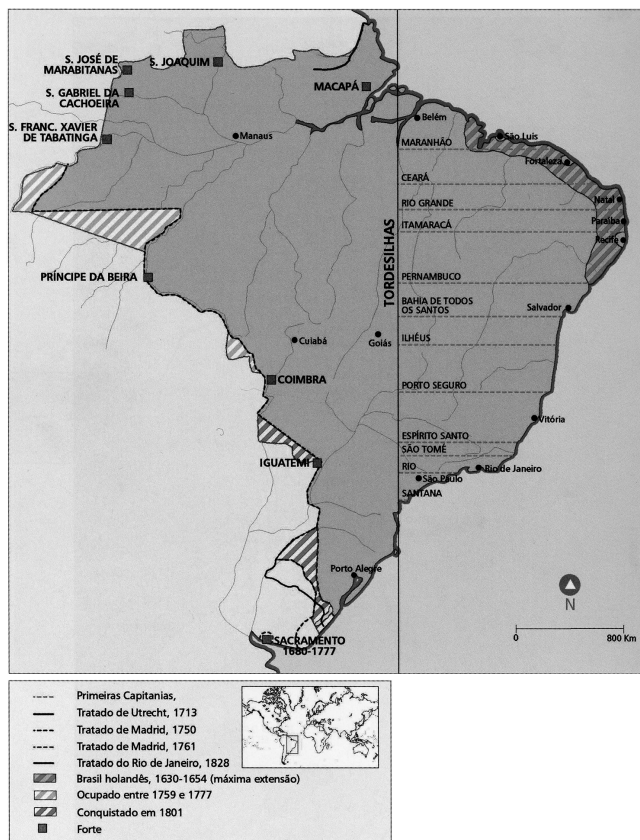 S. JOSÉ DE
MARABITANAS
S. JOAQUIM
S. GABRIEL DA
CACHOEIRA
MACAPÁ
S. FRANC. XAVIER
DE TABATINGA
Manaus
Belém
São Luis
MARANHÃO
Fortaleza
CEARÁ
Natal
RIO GRANDE
Paraíba
ITAMARACÁ
Recife
TORDESILHAS
PRÍNCIPE DA BEIRA
PERNAMBUCO
BAHIA DE TODOS
OS SANTOS
Salvador
Cuiabá
Goiás
ILHÉUS
COIMBRA
PORTO SEGURO
Vitória
ESPÍRITO SANTO
SÃO TOMÉ
IGUATEMI
RIO
Rio de Janeiro
São Paulo
SANTANA
Porto Alegre
N
SACRAMENTO
1680-1777
0 800 Km
Primeiras Capitanias,
Tratado de Utrecht, 1713
Tratado de Madrid, 1750
Tratado de Madrid, 1761
Tratado do Rio de Janeiro, 1828
Brasil holandês, 1630-1654 (máxima extensão)
Ocupado entre 1759 e 1777
Conquistado em 1801
Forte